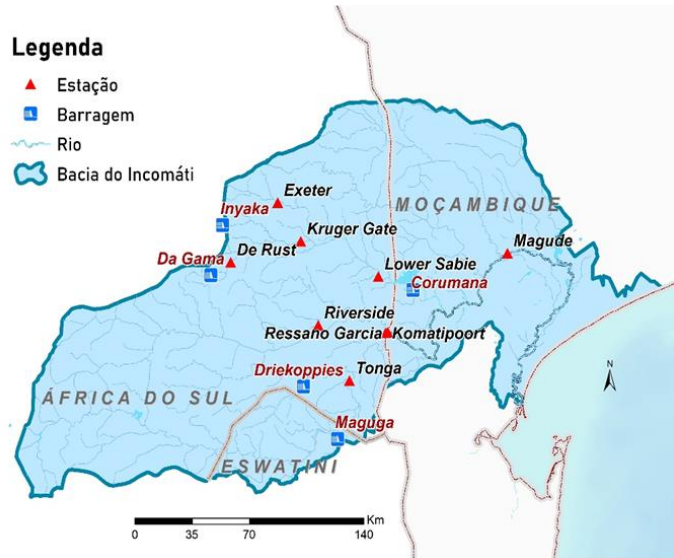 Legenda
Estação
Barragem
Rio
Bacia do Incomáti
Exeter
Inyaka
MOÇAMBIQUE
Kruger Gate
Magude
De Rust
Da Gama
Lower Sabie
Corumana
Riverside
Ressano Garcia Komatipoort
Driekoppies Tonga
ÁFRICA DO SUL
Maguga
ESWATINI
N
Km
0 35 70 140